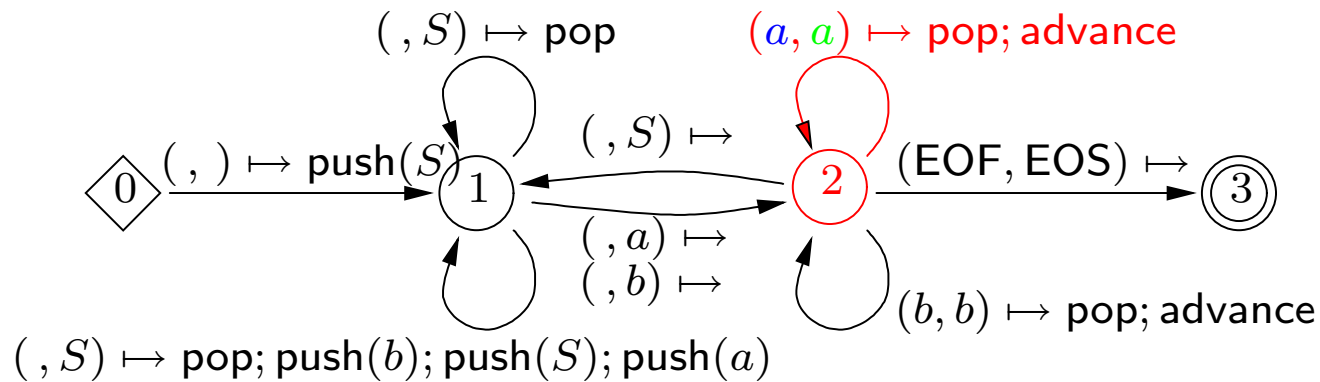 ( , S) ↦ pop
(a, a) ↦ pop; advance
( , S) ↦
( , ) ↦ push(S)
(EOF, EOS) ↦
0
1
2
3
( , a) ↦
( , b) ↦
(b, b) ↦ pop; advance
( , S) ↦ pop; push(b); push(S); push(a)